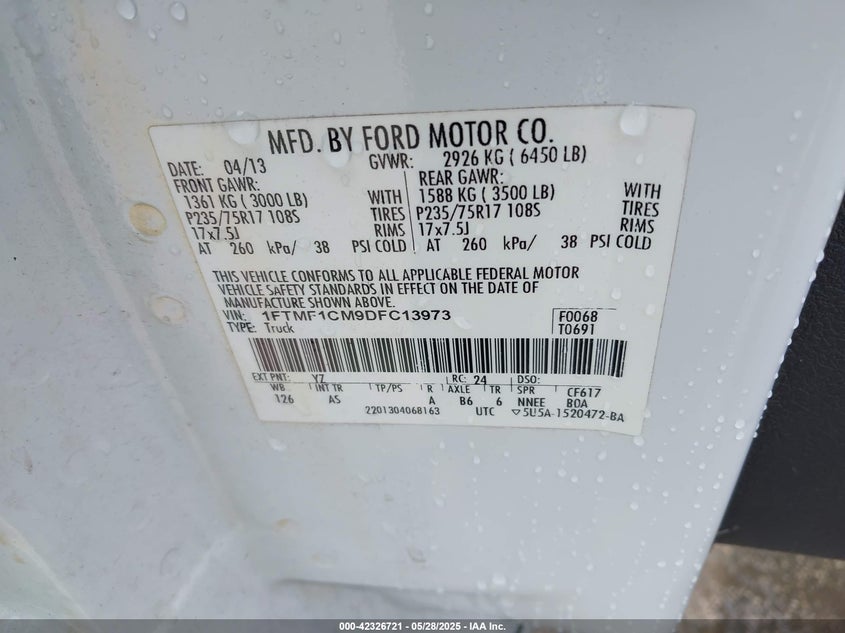 MFD. BY FORD MOTOR CO.
DATE: 04/13 GVWR: 2926 KG ( 6450 LB)
FRONT GAWR: REAR GAWR:
1361 KG ( 3000 LB) WITH 1588 KG ( 3500 LB) WITH
P235/75R17 108S TIRES P235/75R17 108S TIRES
17x7.5J RIMS 17x7.5J RIMS
AT 260 kPa/ 38 PSI COLD AT 260 kPa/ 38 PSI COLD
THIS VEHICLE CONFORMS TO ALL APPLICABLE FEDERAL MOTOR
VEHICLE SAFETY STANDARDS IN EFFECT ON THE DATE OF
MANUFACTURE SHOWN ABOVE.
VIN: 1FTMF1CM9DFC13973 F0068
TYPE: Truck T0691
EXT PNT: YZ RC: 24 DSO:
WB INT TR TP/PS R AXLE TR SPR CF617
126 AS A B6 6 NNEE BOA
2201304068163 UTC ▽5U5A-1520472-BA
000-42326721 - 05/28/2025 - IAA Inc.